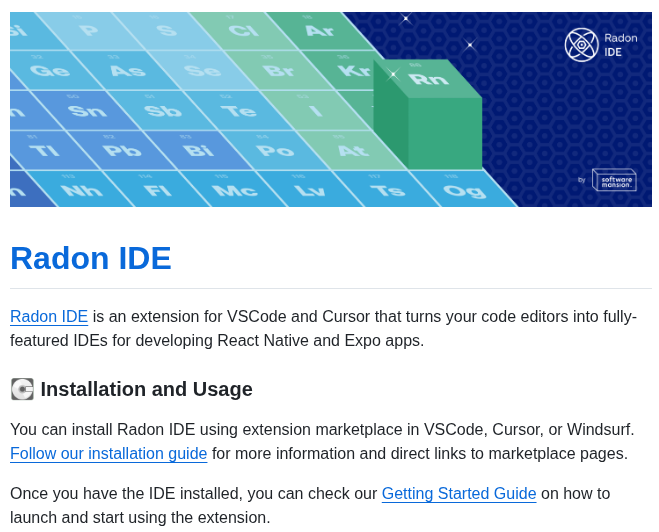 Si P S Cl Ar
Radon
IDE
Ge As Se Br Kr Rn
Sn Sb Te I
Tl Pb Bi Po At
Nh Fl Mc Lv Ts Og
by software
mansion
Radon IDE
Radon IDE is an extension for VSCode and Cursor that turns your code editors into fully-
featured IDEs for developing React Native and Expo apps.
Installation and Usage
You can install Radon IDE using extension marketplace in VSCode, Cursor, or Windsurf.
Follow our installation guide for more information and direct links to marketplace pages.
Once you have the IDE installed, you can check our Getting Started Guide on how to
launch and start using the extension.